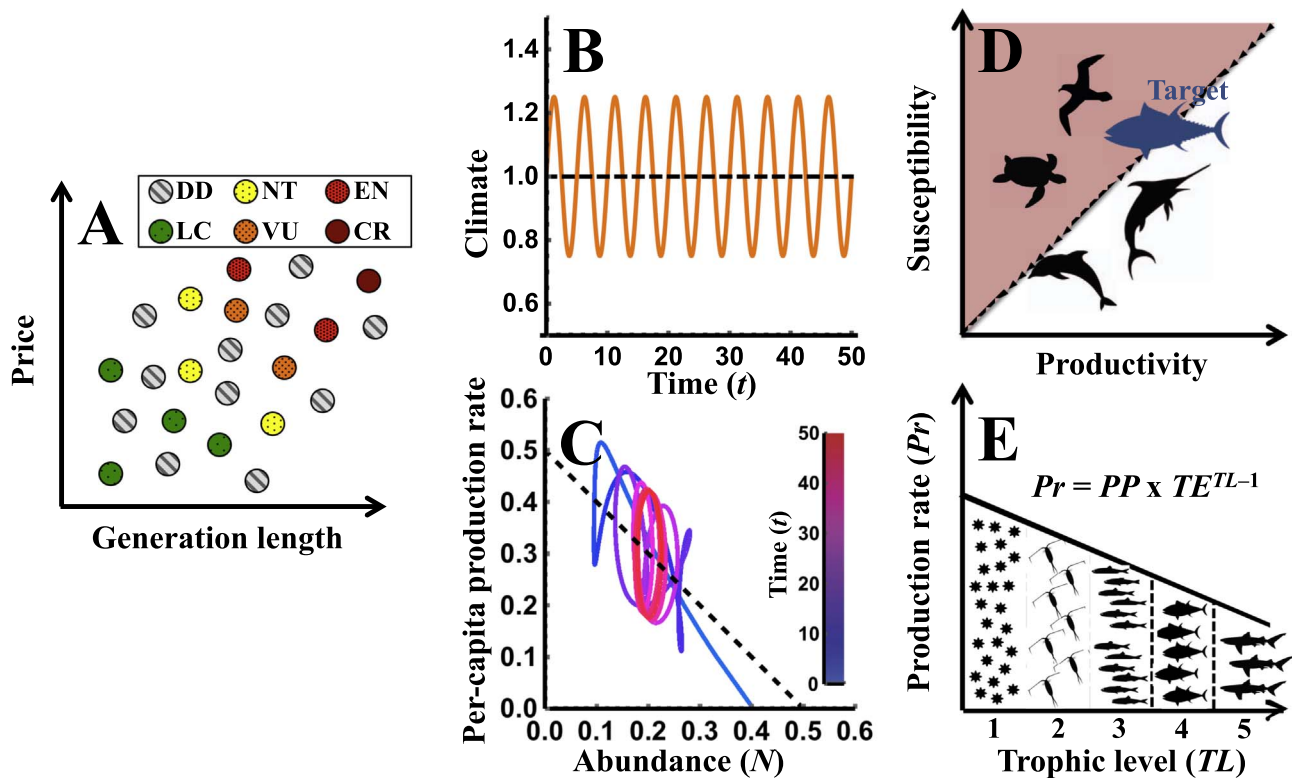 A
DD NT EN
LC VU CR
Price
Generation length
B
Climate
1.4
1.2
1.0
0.8
0.6
0 10 20 30 40 50
Time (t)
C
Per-capita production rate
0.6
0.5
0.4
0.3
0.2
0.1
0.0
0.0 0.1 0.2 0.3 0.4 0.5 0.6
Abundance (N)
Time (t)
50
40
30
20
10
0
D
Target
Susceptibility
Productivity
E
Pr = PP x TE^TL–1
Production rate (Pr)
1 2 3 4 5
Trophic level (TL)